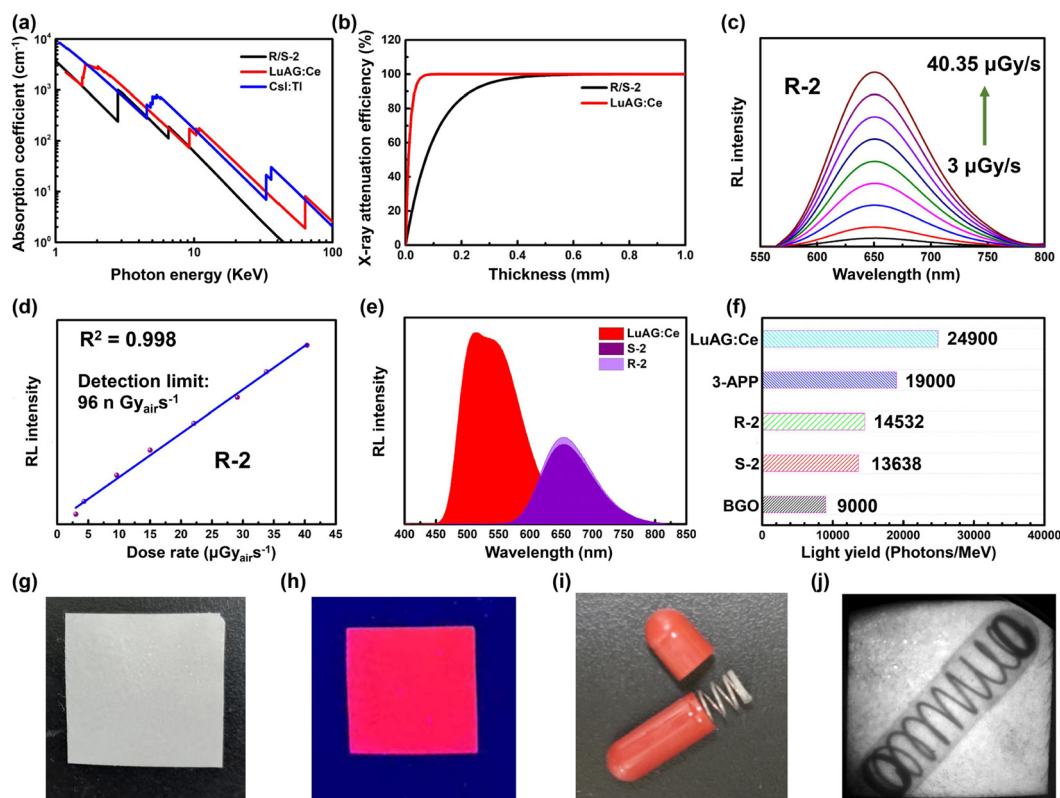 (a)
Absorption coefficient (cm⁻¹)
10⁴
10³
10²
10¹
10⁰
R/S-2
LuAG:Ce
CsI:Tl
1
10
100
Photon energy (KeV)
(b)
X-ray attenuation efficiency (%)
120
100
80
60
40
20
0
R/S-2
LuAG:Ce
0.0
0.2
0.4
0.6
0.8
1.0
Thickness (mm)
(c)
RL intensity
R-2
40.35 μGy/s
3 μGy/s
550
600
650
700
750
800
Wavelength (nm)
(d)
RL intensity
R² = 0.998
Detection limit:
96 n Gyₐᵢᵣs⁻¹
R-2
0
5
10
15
20
25
30
35
40
45
Dose rate (μGyₐᵢᵣs⁻¹)
(e)
RL intensity
LuAG:Ce
S-2
R-2
400
450
500
550
600
650
700
750
800
850
Wavelength (nm)
(f)
LuAG:Ce
24900
3-APP
19000
R-2
14532
S-2
13638
BGO
9000
0
10000
20000
30000
40000
Light yield (Photons/MeV)
(g)
(h)
(i)
(j)